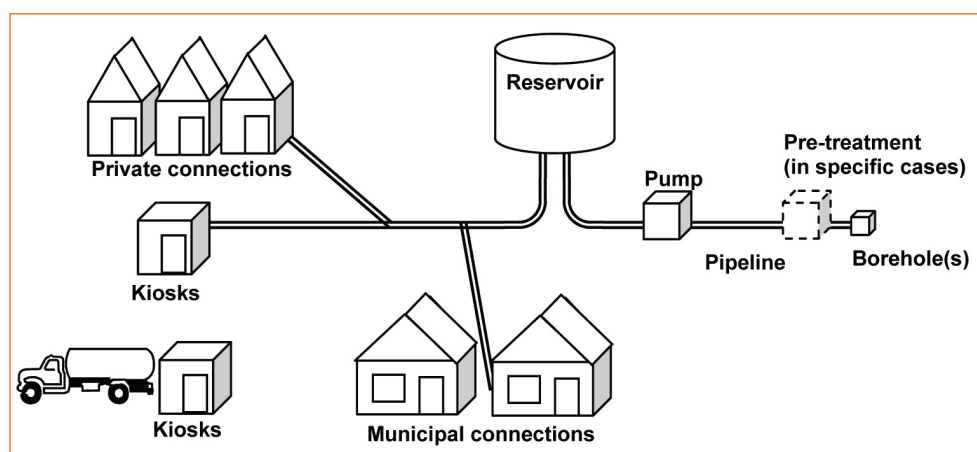 Reservoir
Pre-treatment
(in specific cases)
Private connections
Pump
Pipeline
Borehole(s)
Kiosks
Kiosks
Municipal connections